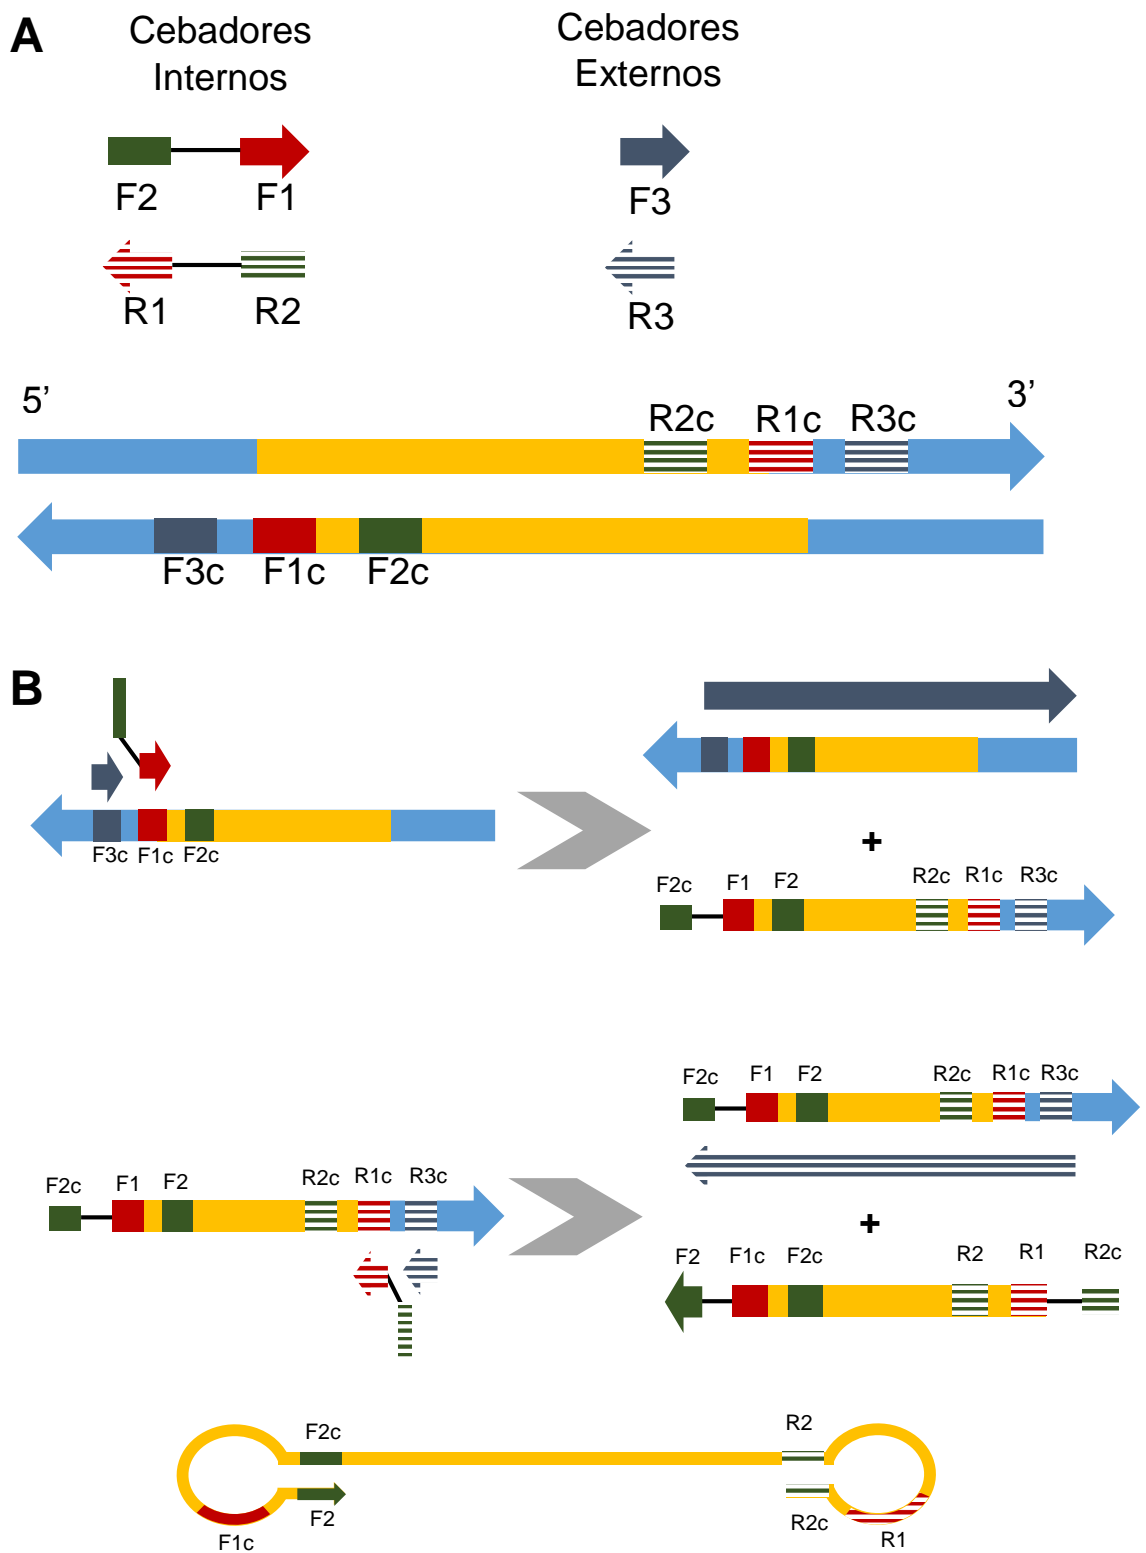 A
Cebadores
Internos
Cebadores
Externos
F2 F1
F3
R1 R2
R3
5’ 3’
R2c R1c R3c
F3c F1c F2c
B
F3c F1c F2c
+
F2c F1 F2 R2c R1c R3c
F2c F1 F2 R2c R1c R3c
F2c F1 F2 R2c R1c R3c
+
F2 F1c F2c R2 R1 R2c
F2c R2
F2 R2c
F1c R1